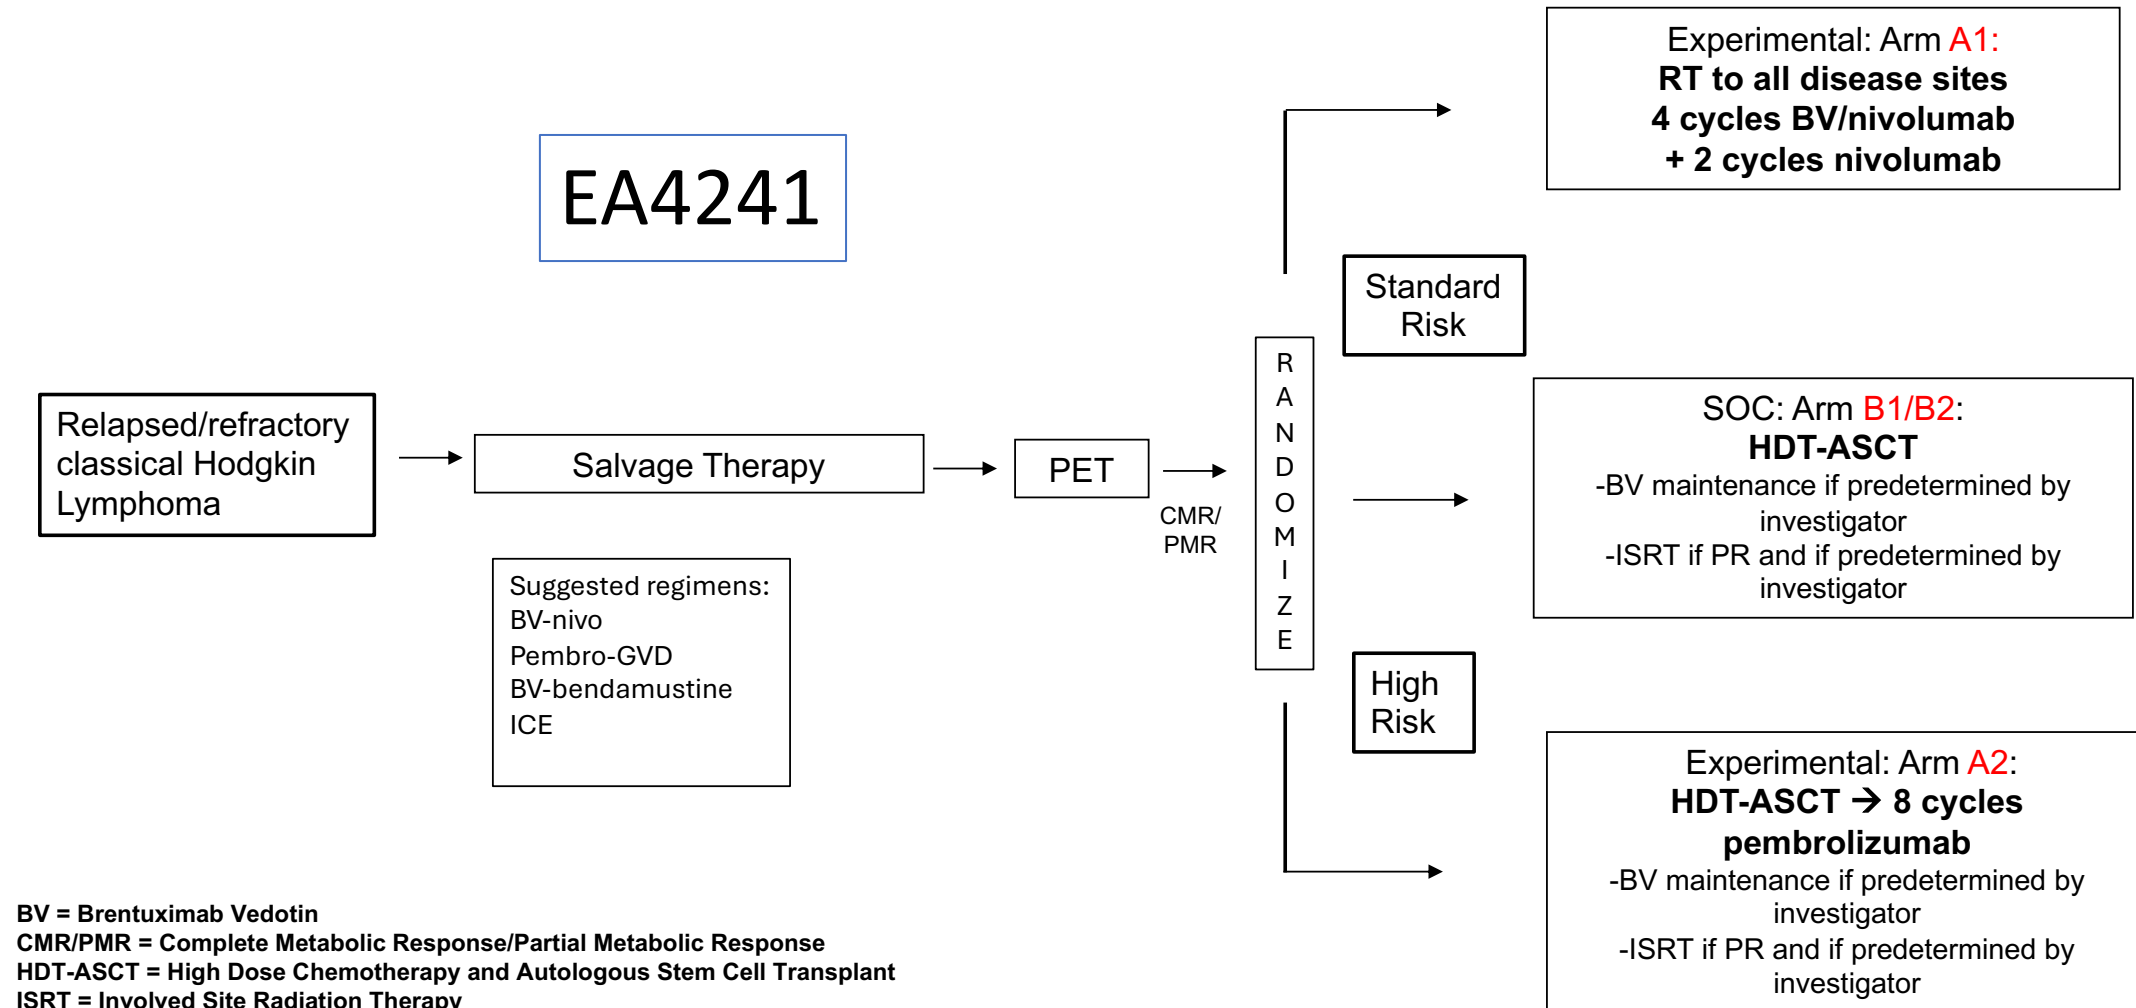 EA4241
Relapsed/refractory
classical Hodgkin
Lymphoma
Salvage Therapy
Suggested regimens:
BV-nivo
Pembro-GVD
BV-bendamustine
ICE
PET
CMR/
PMR
R
A
N
D
O
M
I
Z
E
Standard
Risk
High
Risk
Experimental: Arm A1:
RT to all disease sites
4 cycles BV/nivolumab
+ 2 cycles nivolumab
SOC: Arm B1/B2:
HDT-ASCT
-BV maintenance if predetermined by
investigator
-ISRT if PR and if predetermined by
investigator
Experimental: Arm A2:
HDT-ASCT → 8 cycles
pembrolizumab
-BV maintenance if predetermined by
investigator
-ISRT if PR and if predetermined by
investigator
BV = Brentuximab Vedotin
CMR/PMR = Complete Metabolic Response/Partial Metabolic Response
HDT-ASCT = High Dose Chemotherapy and Autologous Stem Cell Transplant
ISRT = Involved Site Radiation Therapy